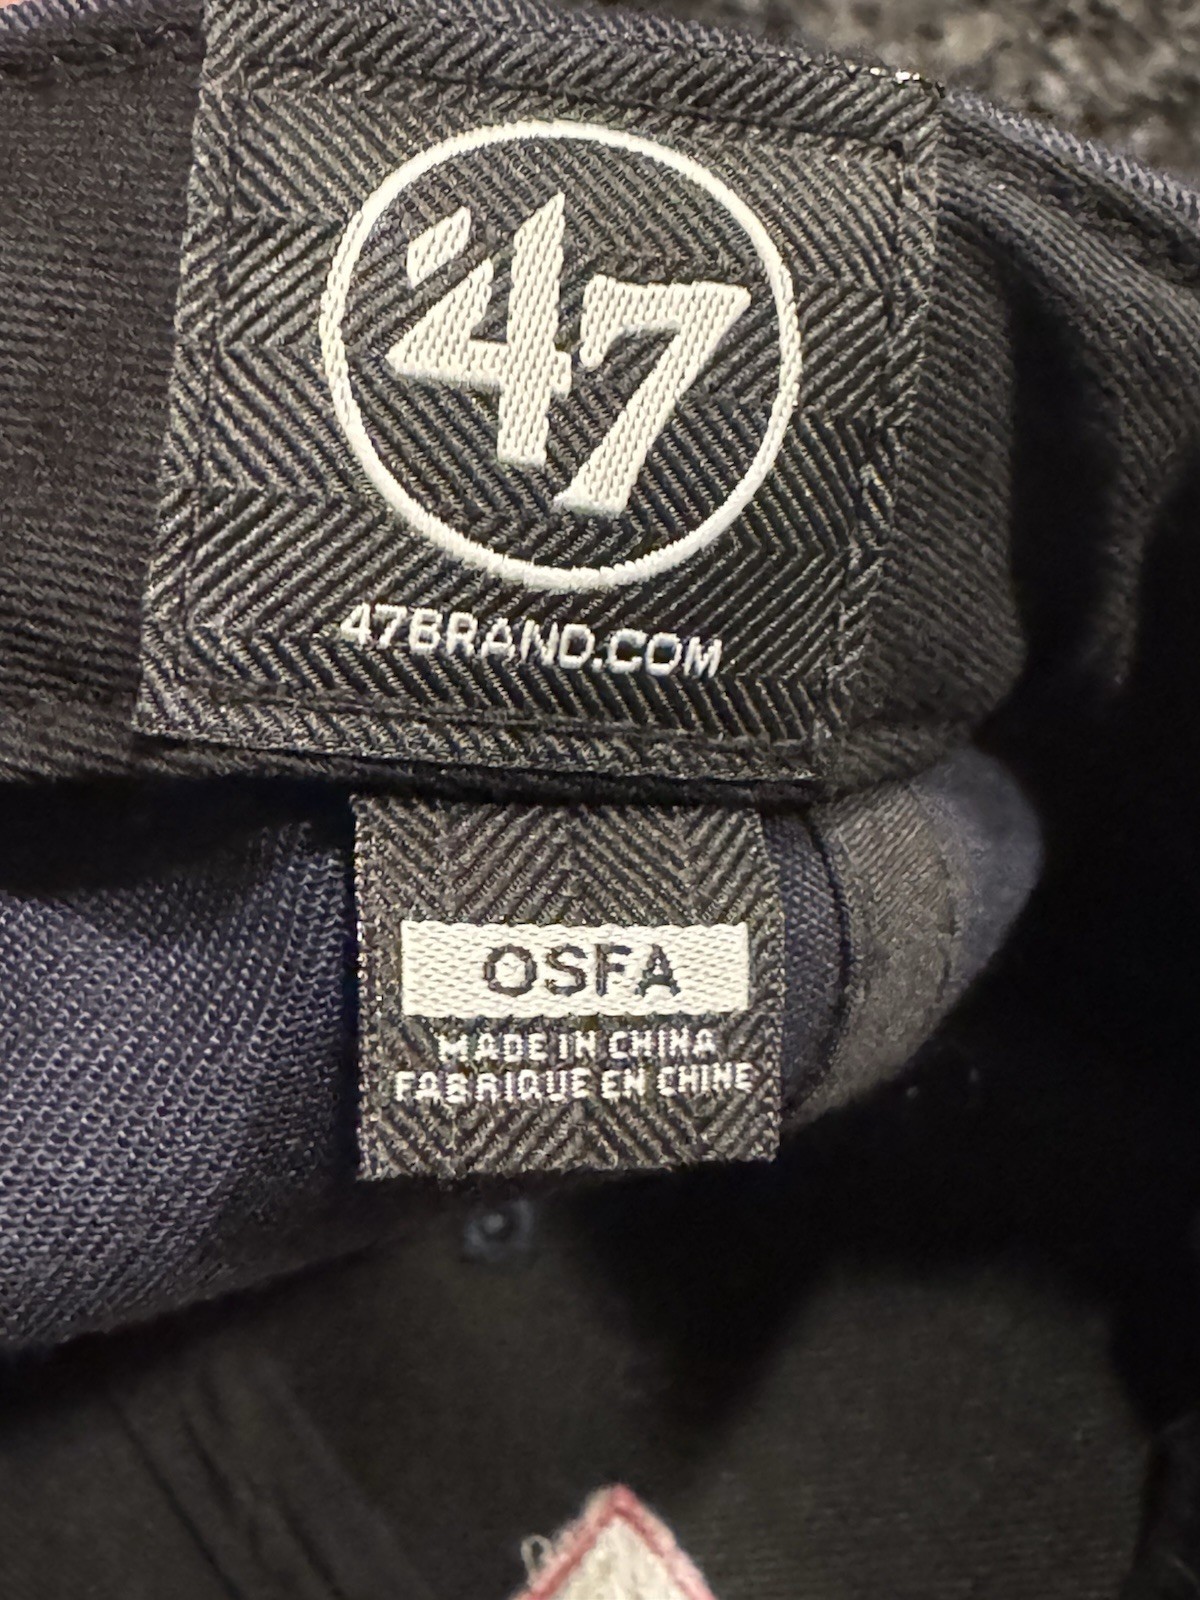 '47
47BRAND.COM
OSFA
MADE IN CHINA
FABRIQUE EN CHINE